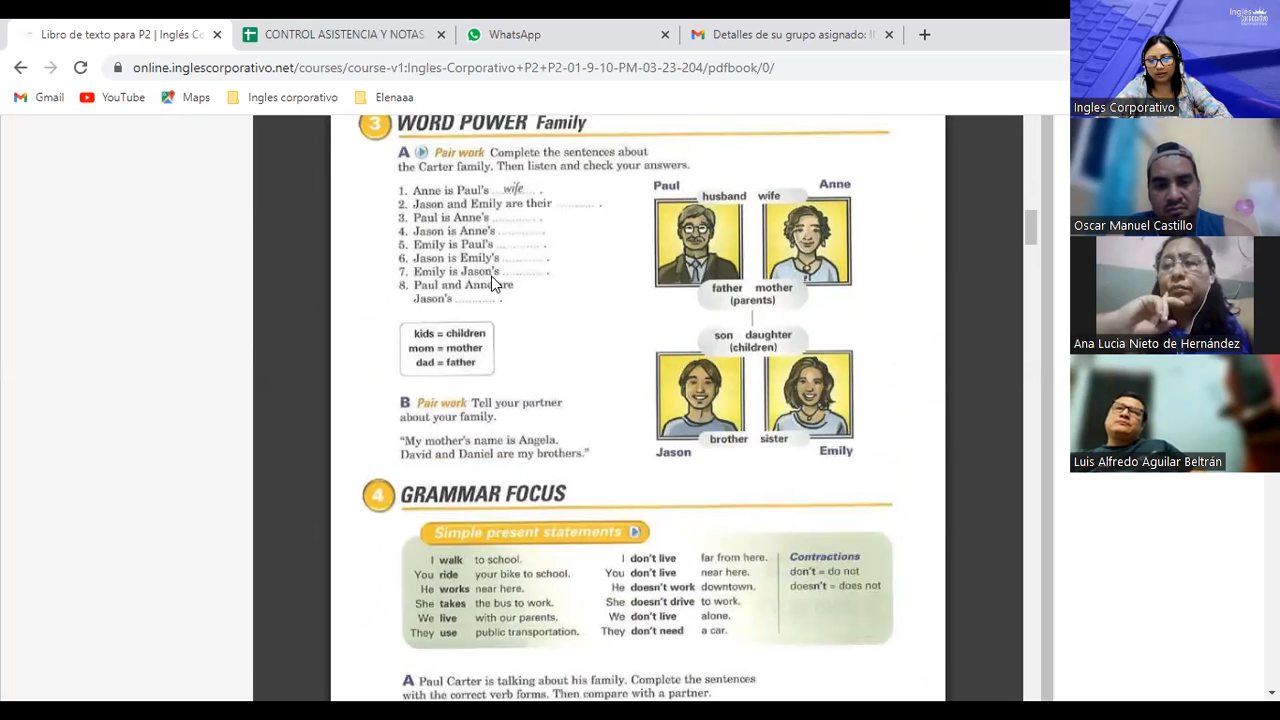 Libro de texto para P2 | Inglés Co
CONTROL ASISTENCIA Y NOTAS
WhatsApp
Detalles de su grupo asignado: II
online.inglescorporativo.net/courses/course-v1:Ingles-Corporativo+P2+P2-01-9-10-PM-03-23-204/pdfbook/0/
Gmail
YouTube
Maps
Ingles corporativo
Elenaaa
3 WORD POWER Family
A Pair work Complete the sentences about
the Carter family. Then listen and check your answers.
1. Anne is Paul's wife .
2. Jason and Emily are their ............ .
3. Paul is Anne's ............ .
4. Jason is Anne's ............ .
5. Emily is Paul's ............ .
6. Jason is Emily's ............ .
7. Emily is Jason's ............ .
8. Paul and Anne are
Jason's ............ .
kids = children
mom = mother
dad = father
Paul
Anne
husband wife
father mother
(parents)
son daughter
(children)
brother sister
Jason
Emily
B Pair work Tell your partner
about your family.
"My mother's name is Angela.
David and Daniel are my brothers."
4 GRAMMAR FOCUS
Simple present statements
I walk to school.
You ride your bike to school.
He works near here.
She takes the bus to work.
We live with our parents.
They use public transportation.
I don't live far from here.
You don't live near here.
He doesn't work downtown.
She doesn't drive to work.
We don't live alone.
They don't need a car.
Contractions
don't = do not
doesn't = does not
A Paul Carter is talking about his family. Complete the sentences
with the correct verb forms. Then compare with a partner.
Inglés
Corporativo
Ingles Corporativo
Oscar Manuel Castillo
Ana Lucia Nieto de Hernández
Luis Alfredo Aguilar Beltrán